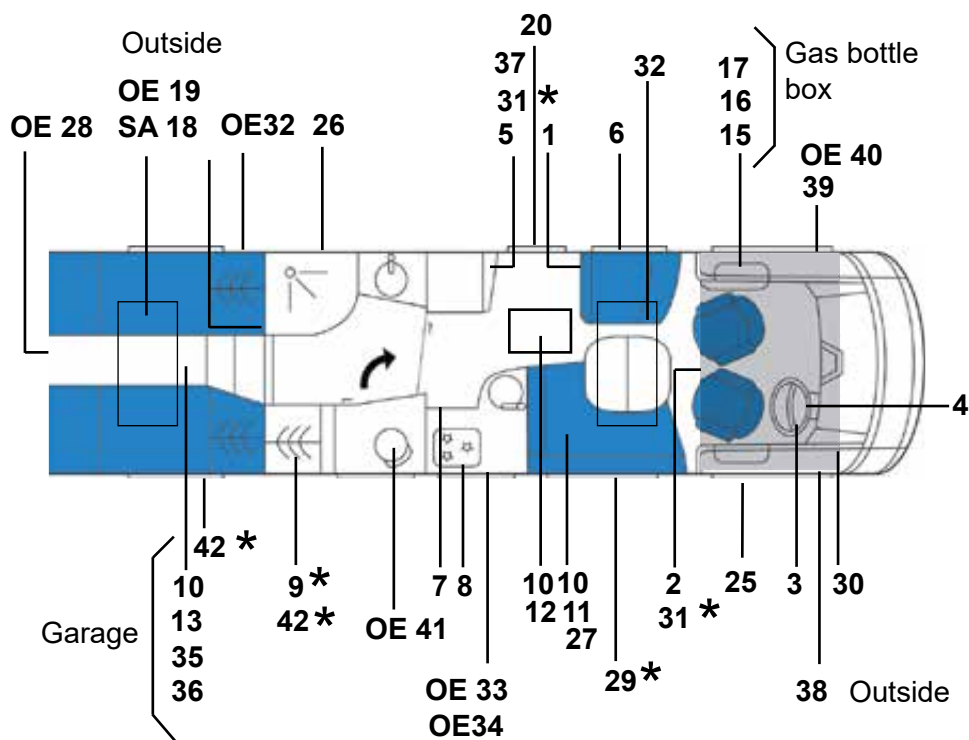 Outside
OE 19
SA 18
OE 28
OE32
26
20
37
31 *
5
1
6
32
17
16
15
Gas bottle
box
OE 40
39
4
42 *
Garage
10
13
35
36
9 *
42 *
OE 41
7
8
OE 33
OE34
10
12
10
11
27
29 *
2
31 *
25
3
30
38 Outside